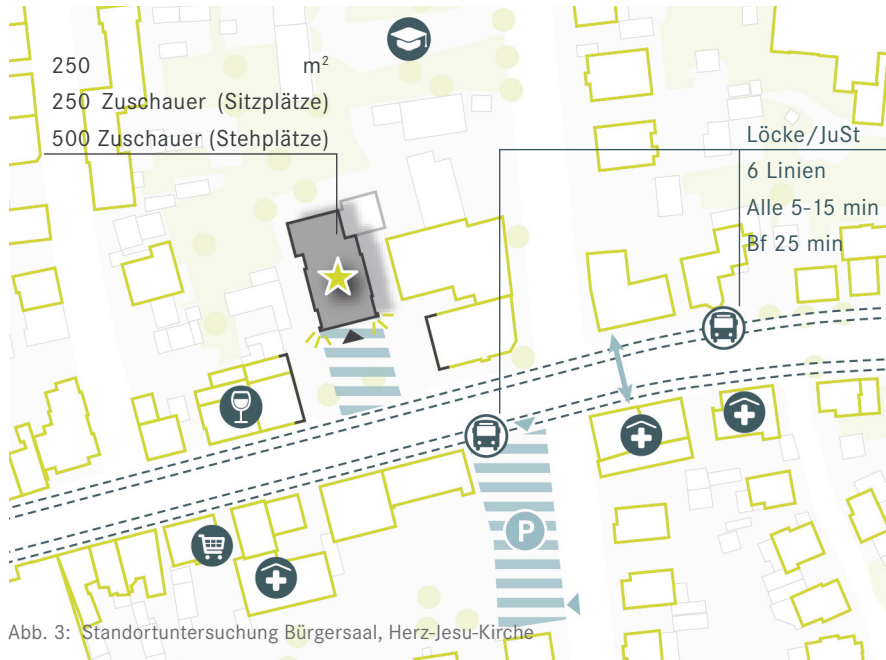 250 m²
250 Zuschauer (Sitzplätze)
500 Zuschauer (Stehplätze)
Löcke/JuSt
6 Linien
Alle 5-15 min
Bf 25 min
P
Abb. 3: Standortuntersuchung Bürgersaal, Herz-Jesu-Kirche